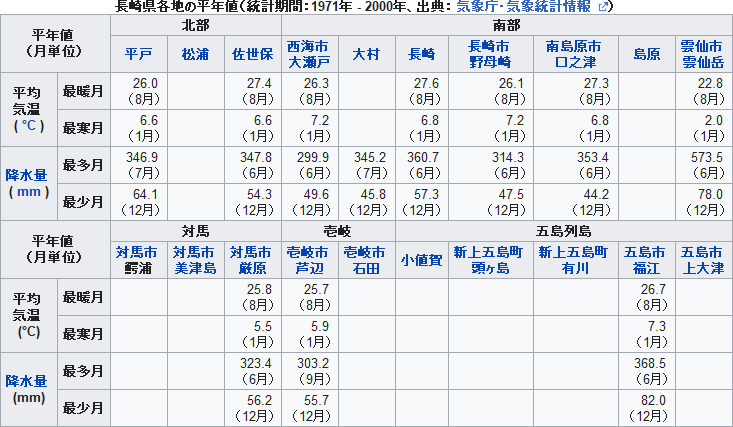 長崎県各地の平年値（統計期間：1971年 - 2000年、出典： 気象庁・気象統計情報 ）
平年値
（月単位） 北部 南部
平戸 松浦 佐世保 西海市
大瀬戸 大村 長崎 長崎市
野母崎 南島原市
口之津 島原 雲仙市
雲仙岳
平均
気温
( °C ) 最暖月 26.0
（8月） 27.4
（8月） 26.3
（8月） 27.6
（8月） 26.1
（8月） 27.3
（8月） 22.8
（8月）
最寒月 6.6
（1月） 6.6
（1月） 7.2
（1月） 6.8
（1月） 7.2
（1月） 6.8
（1月） 2.0
（1月）
降水量
( mm ) 最多月 346.9
（7月） 347.8
（6月） 299.9
（6月） 345.2
（7月） 360.7
（6月） 314.3
（6月） 353.4
（6月） 573.5
（6月）
最少月 64.1
（12月） 54.3
（12月） 49.6
（12月） 45.8
（12月） 57.3
（12月） 47.5
（12月） 44.2
（12月） 78.0
（12月）
平年値
（月単位） 対馬 壱岐 五島列島
対馬市
鰐浦 対馬市
美津島 対馬市
厳原 壱岐市
芦辺 壱岐市
石田 小値賀 新上五島町
頭ヶ島 新上五島町
有川 五島市
福江 五島市
上大津
平均
気温
(°C) 最暖月 25.8
（8月） 25.7
（8月） 26.7
（8月）
最寒月 5.5
（1月） 5.9
（1月） 7.3
（1月）
降水量
(mm) 最多月 323.4
（6月） 303.2
（9月） 368.5
（6月）
最少月 56.2
（12月） 55.7
（12月） 82.0
（12月）